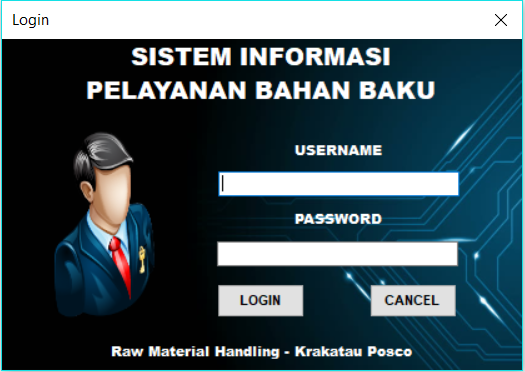 Login
SISTEM INFORMASI
PELAYANAN BAHAN BAKU
USERNAME
PASSWORD
LOGIN CANCEL
Raw Material Handling - Krakatau Posco